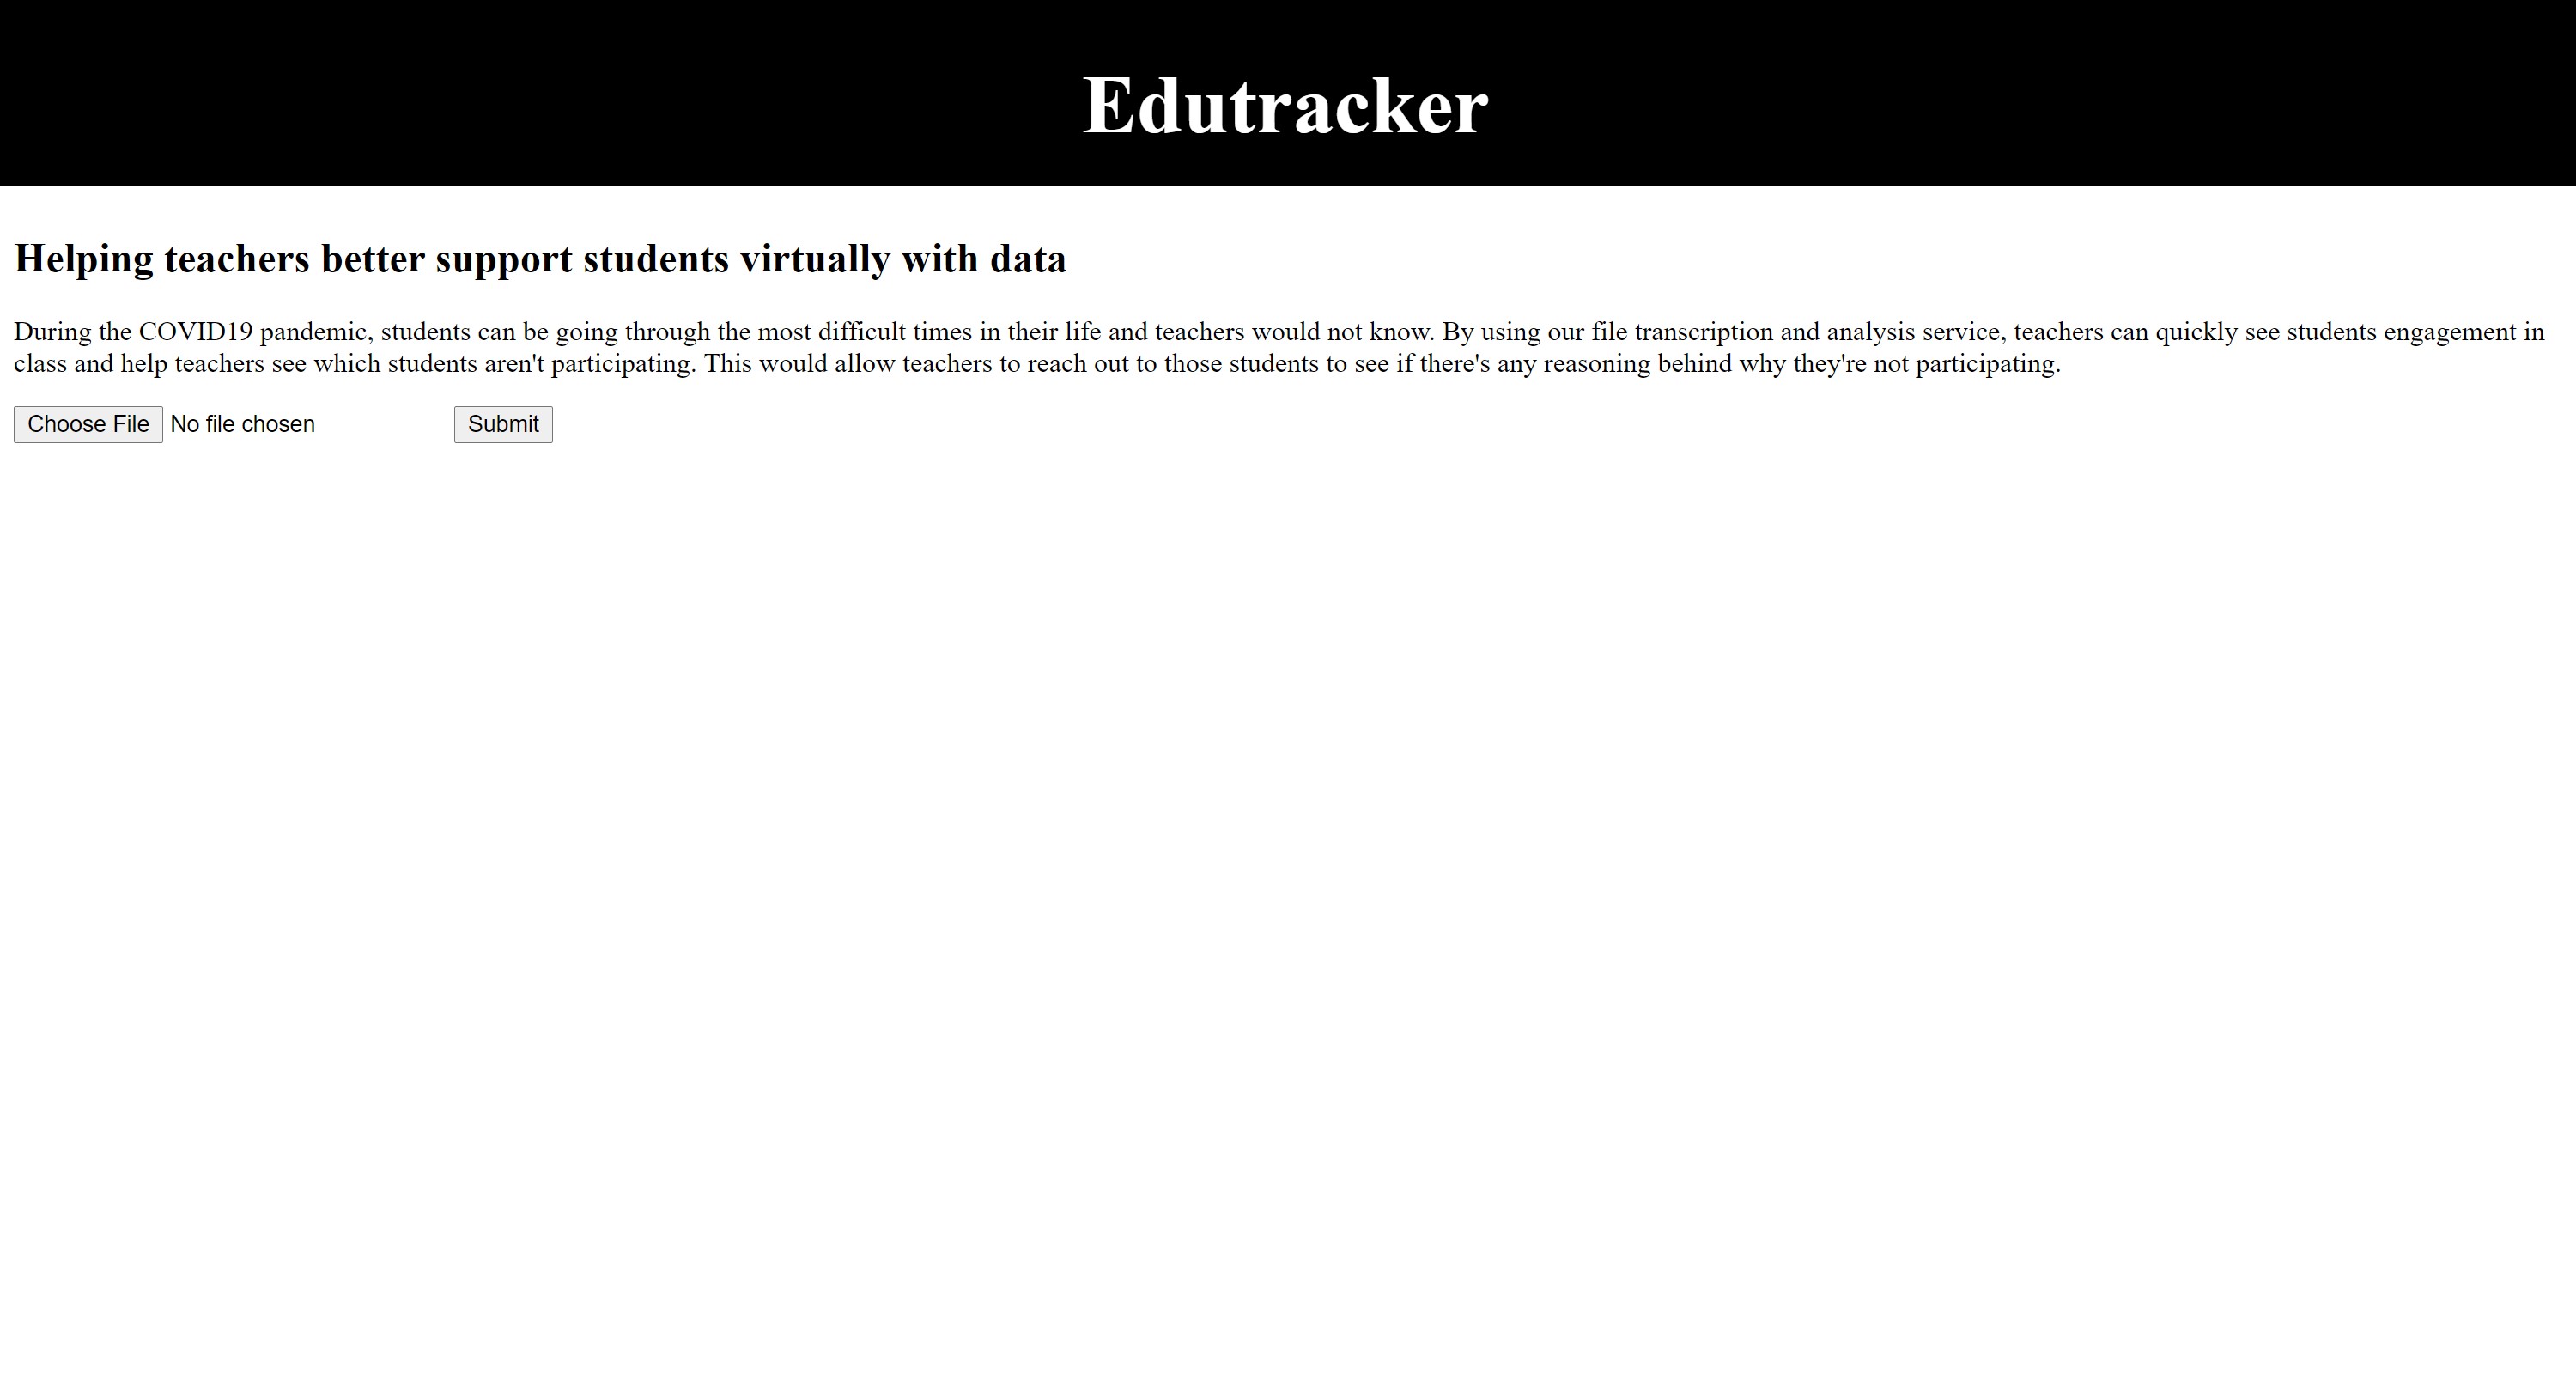 Edutracker
Helping teachers better support students virtually with data
During the COVID19 pandemic, students can be going through the most difficult times in their life and teachers would not know. By using our file transcription and analysis service, teachers can quickly see students engagement in
class and help teachers see which students aren't participating. This would allow teachers to reach out to those students to see if there's any reasoning behind why they're not participating.
Choose File No file chosen Submit